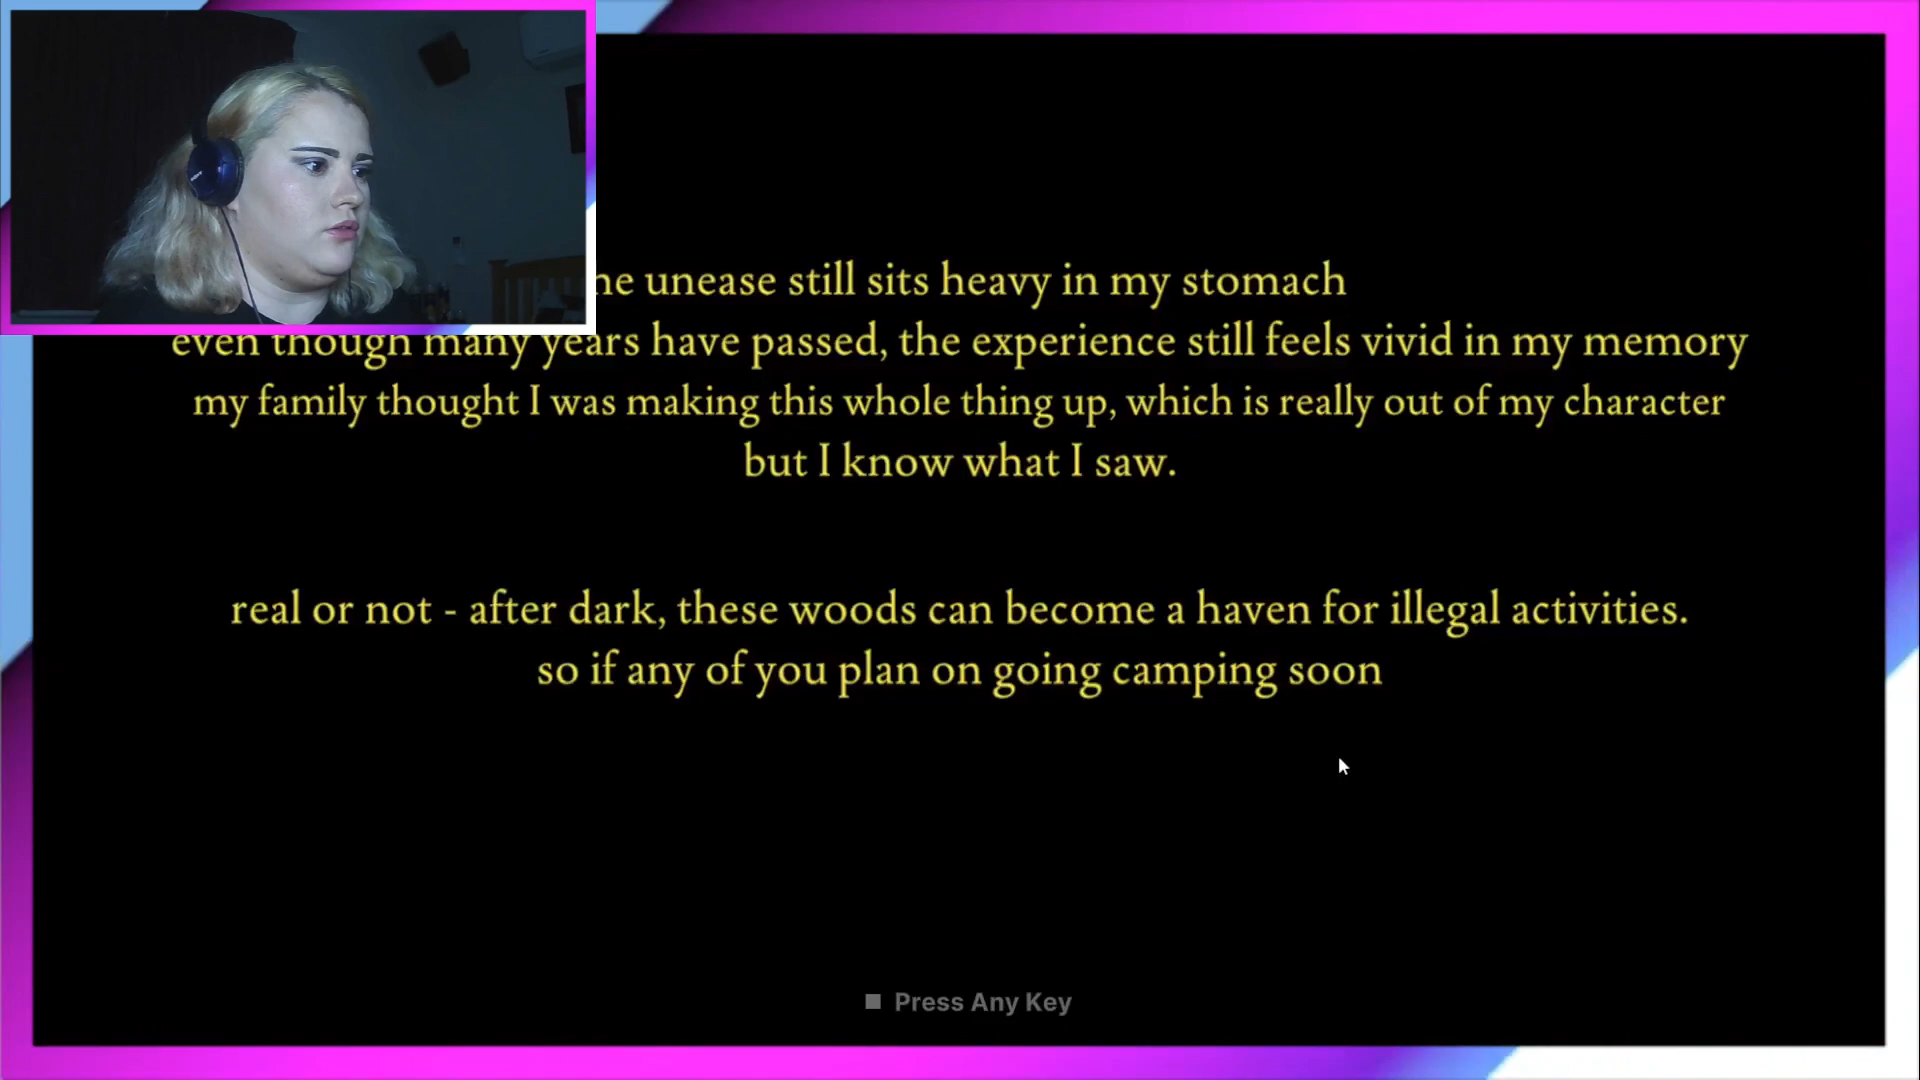 unease still sits heavy in my stomach
even though many years have passed, the experience still feels vivid in my memory
my family thought I was making this whole thing up, which is really out of my character
but I know what I saw.
real or not - after dark, these woods can become a haven for illegal activities.
so if any of you plan on going camping soon
Press Any Key